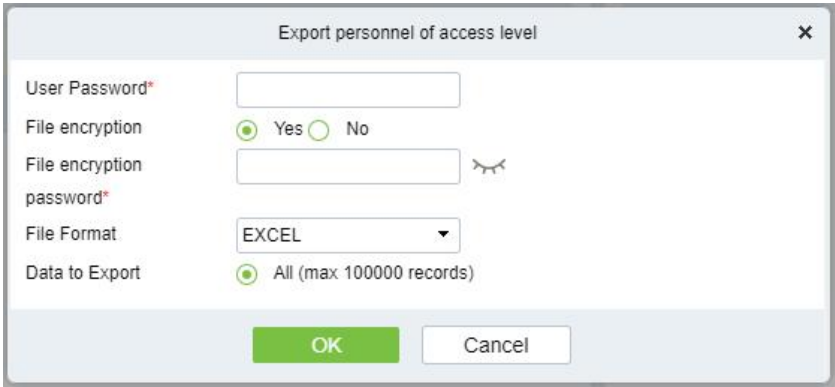 Export personnel of access level
User Password*
File encryption Yes No
File encryption
password*
File Format EXCEL
Data to Export All (max 100000 records)
OK Cancel